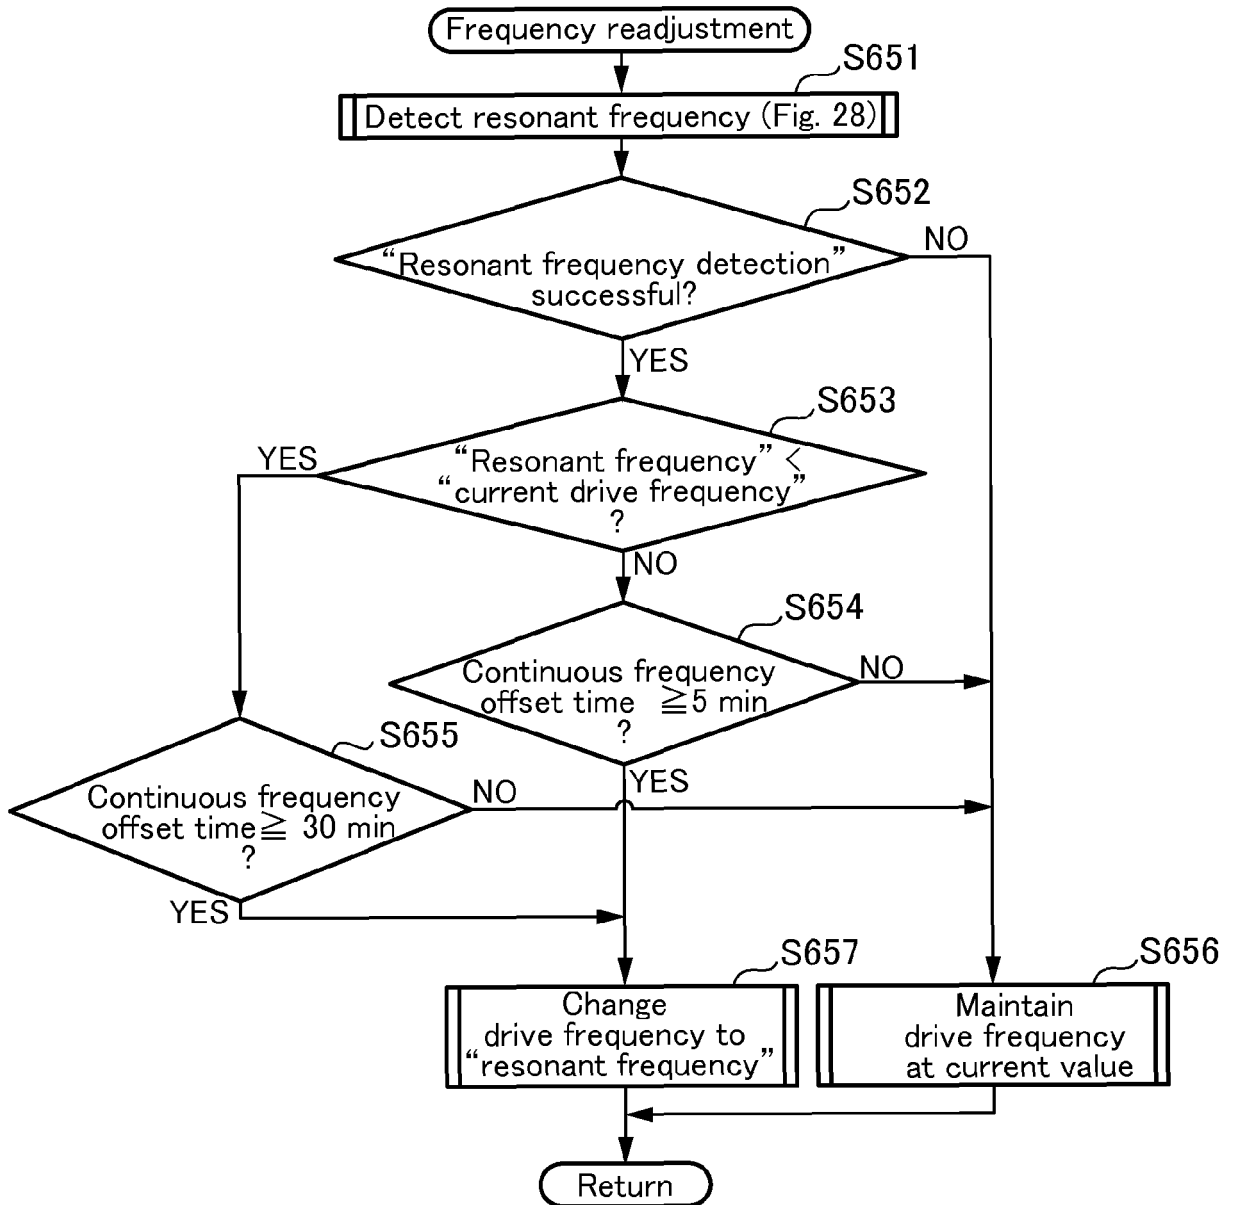 Frequency readjustment
S651
Detect resonant frequency (Fig. 28)
S652
“Resonant frequency detection”
successful?
NO
YES
S653
“Resonant frequency” <
“current drive frequency”
?
YES
NO
S654
Continuous frequency
offset time ≧5 min
?
NO
YES
S655
Continuous frequency
offset time≧ 30 min
?
NO
YES
S657
Change
drive frequency to
“resonant frequency”
S656
Maintain
drive frequency
at current value
Return